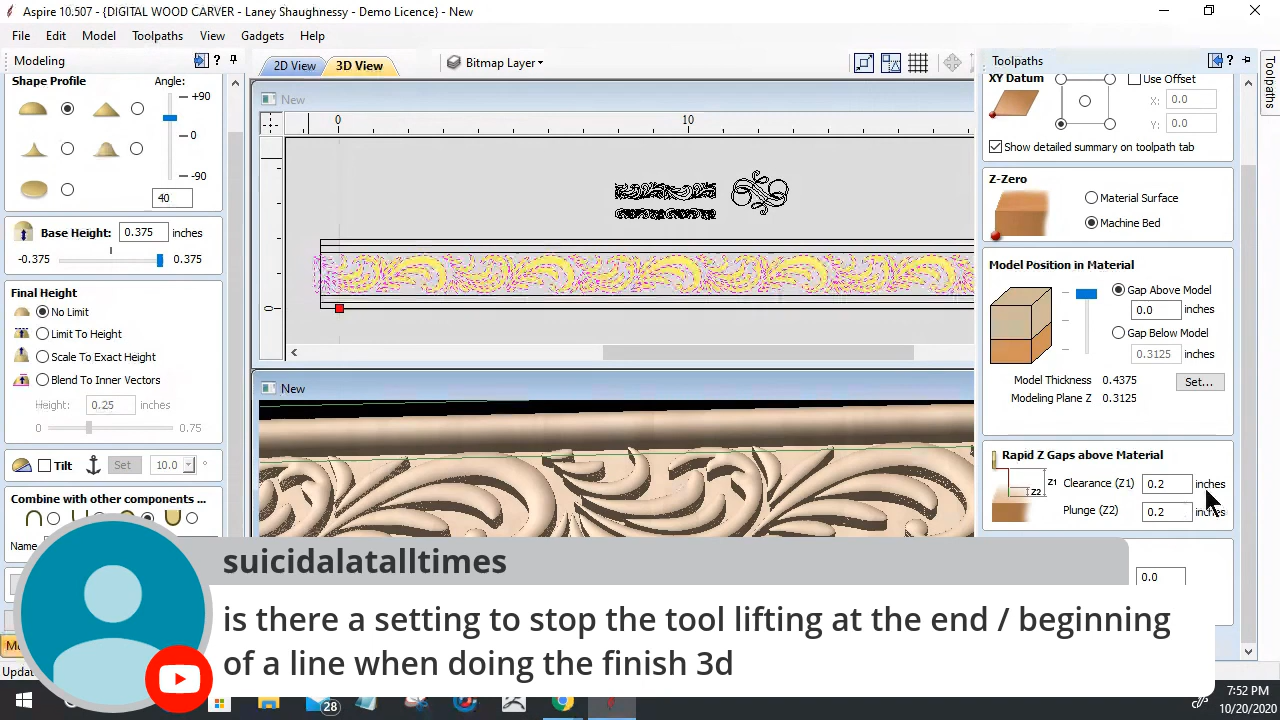 Aspire 10.507 - {DIGITAL WOOD CARVER - Laney Shaughnessy - Demo Licence} - New
File Edit Model Toolpaths View Gadgets Help
Modeling ?
2D View 3D View Bitmap Layer
Toolpaths ?
Toolpaths
Shape Profile
Angle:
+90
0
-90
40
Base Height: 0.375 inches
-0.375 0.375
Final Height
No Limit
Limit To Height
Scale To Exact Height
Blend To Inner Vectors
Height: 0.25 inches
0 0.75
Tilt Set 10.0 °
Combine with other components ...
Name
New
0 10
0
New
XY Datum
Use Offset
X: 0.0
Y: 0.0
Show detailed summary on toolpath tab
Z-Zero
Material Surface
Machine Bed
Model Position in Material
Gap Above Model
0.0 inches
Gap Below Model
0.3125 inches
Model Thickness 0.4375 Set...
Modeling Plane Z 0.3125
Rapid Z Gaps above Material
Z1
Z2
Clearance (Z1) 0.2 inches
Plunge (Z2) 0.2 inches
0.0
suicidalatalltimes
is there a setting to stop the tool lifting at the end / beginning
of a line when doing the finish 3d
28
7:52 PM
10/20/2020